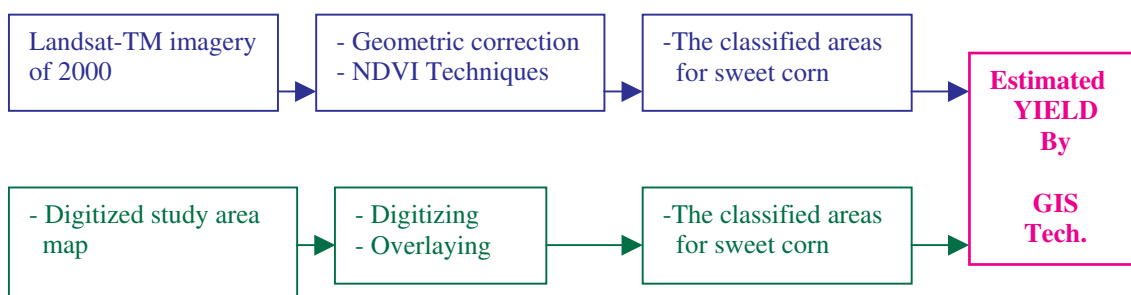 Landsat-TM imagery
of 2000
- Geometric correction
- NDVI Techniques
-The classified areas
for sweet corn
- Digitized study area
map
- Digitizing
- Overlaying
-The classified areas
for sweet corn
Estimated
YIELD
By
GIS
Tech.